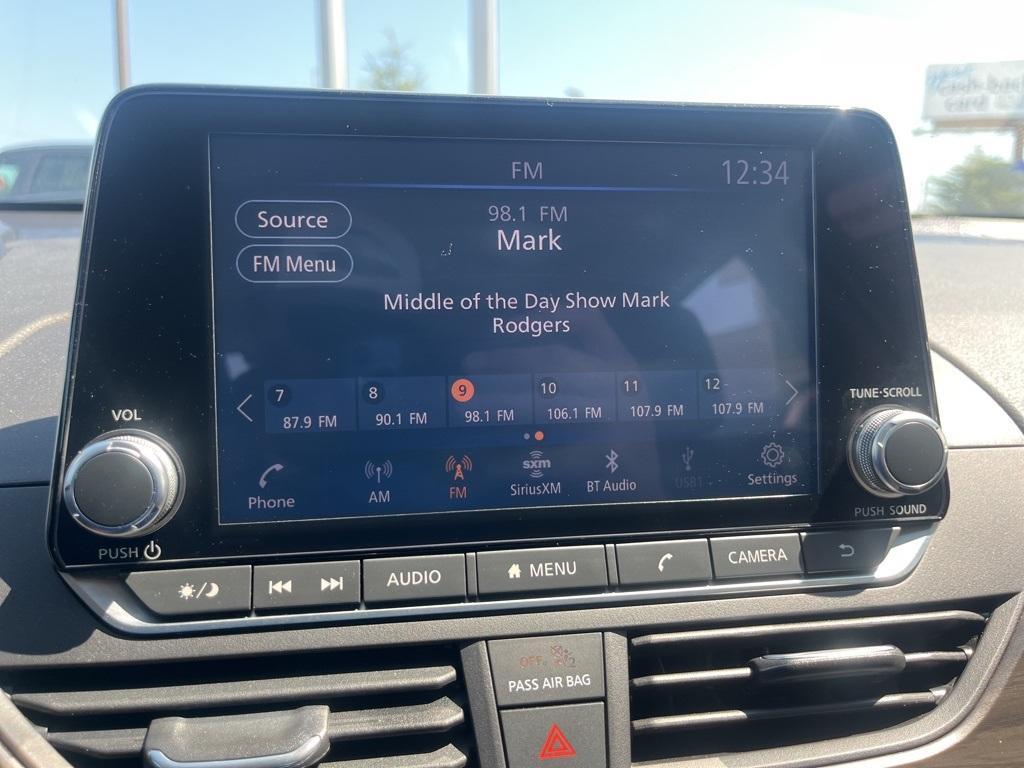 cash-back
card
FM
12:34
Source
98.1 FM
Mark
FM Menu
Middle of the Day Show Mark
Rodgers
7
8
9
10
11
12
87.9 FM
90.1 FM
98.1 FM
106.1 FM
107.9 FM
107.9 FM
Phone
AM
FM
sxm
SiriusXM
BT Audio
USB1
Settings
VOL
PUSH
TUNE·SCROLL
PUSH SOUND
AUDIO
MENU
CAMERA
OFF
PASS AIR BAG